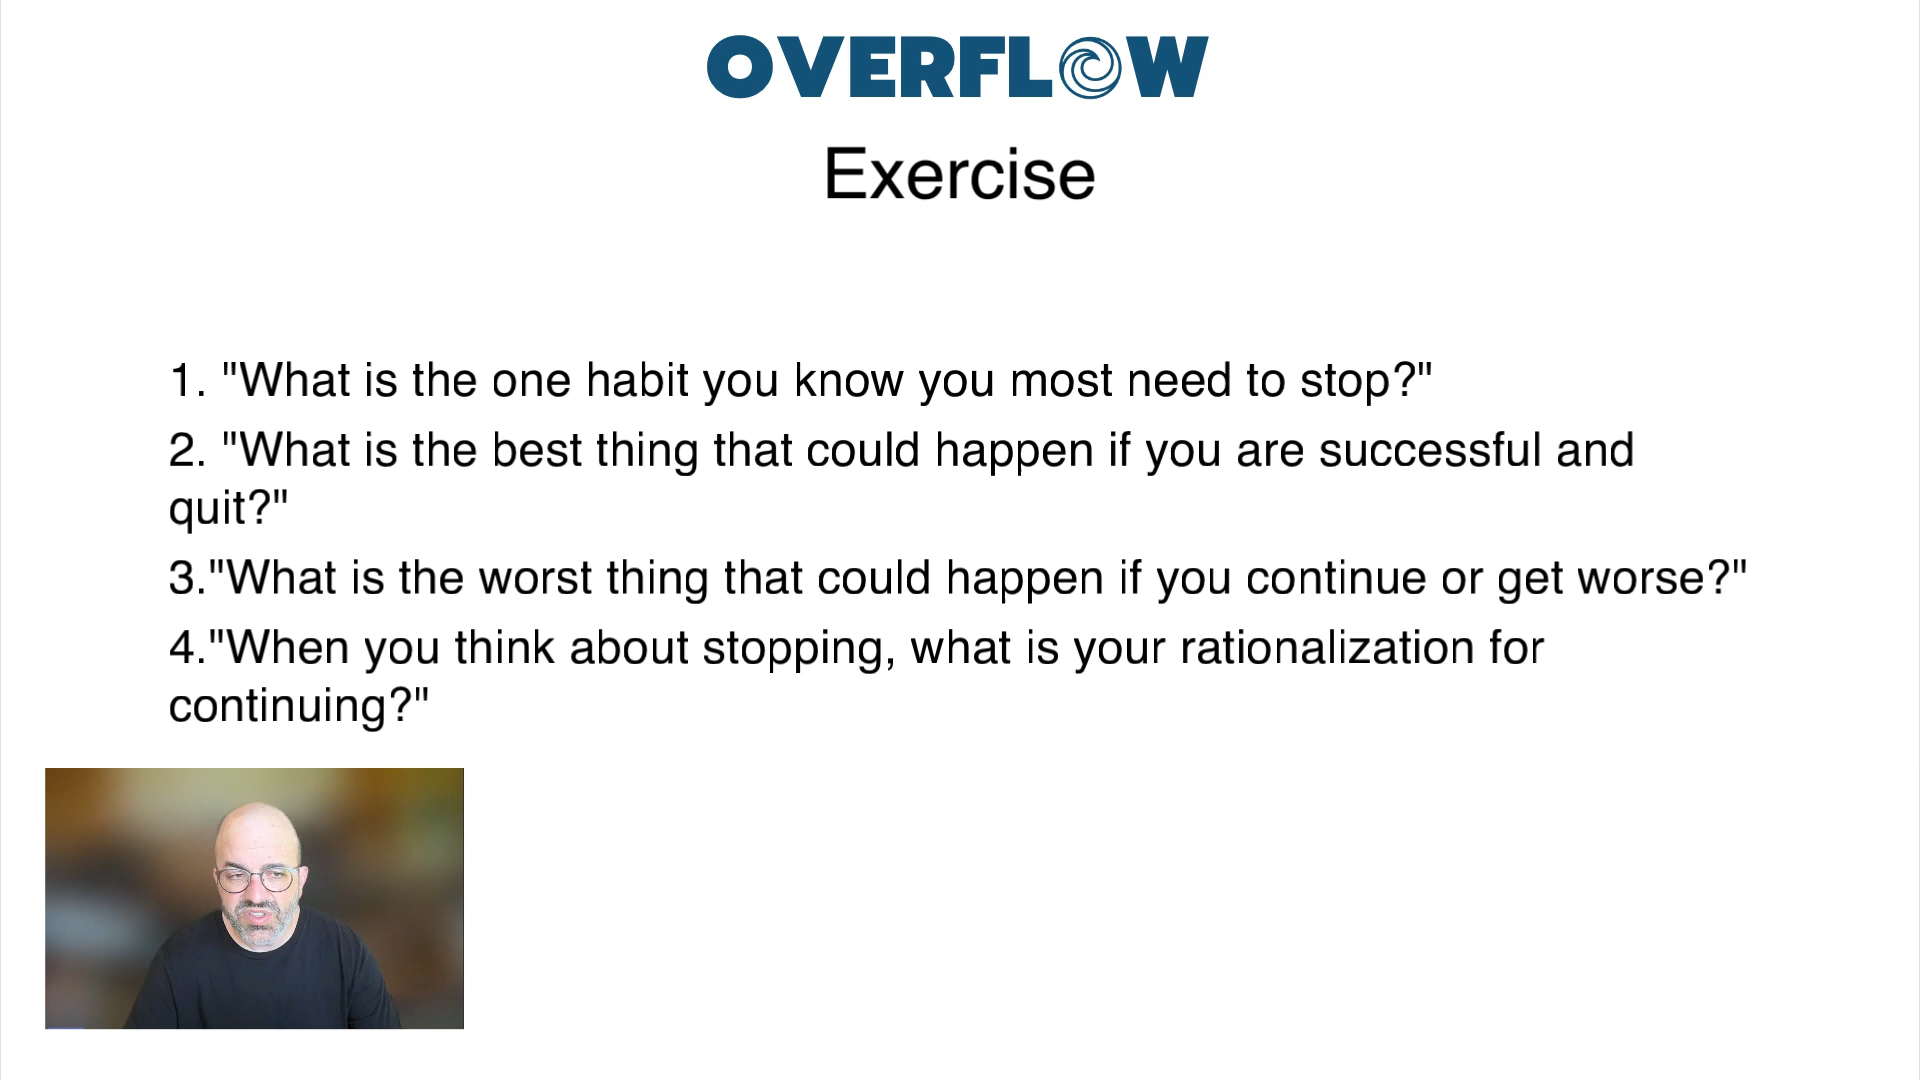 OVERFLOW
Exercise
1. "What is the one habit you know you most need to stop?"
2. "What is the best thing that could happen if you are successful and
quit?"
3."What is the worst thing that could happen if you continue or get worse?"
4."When you think about stopping, what is your rationalization for
continuing?"